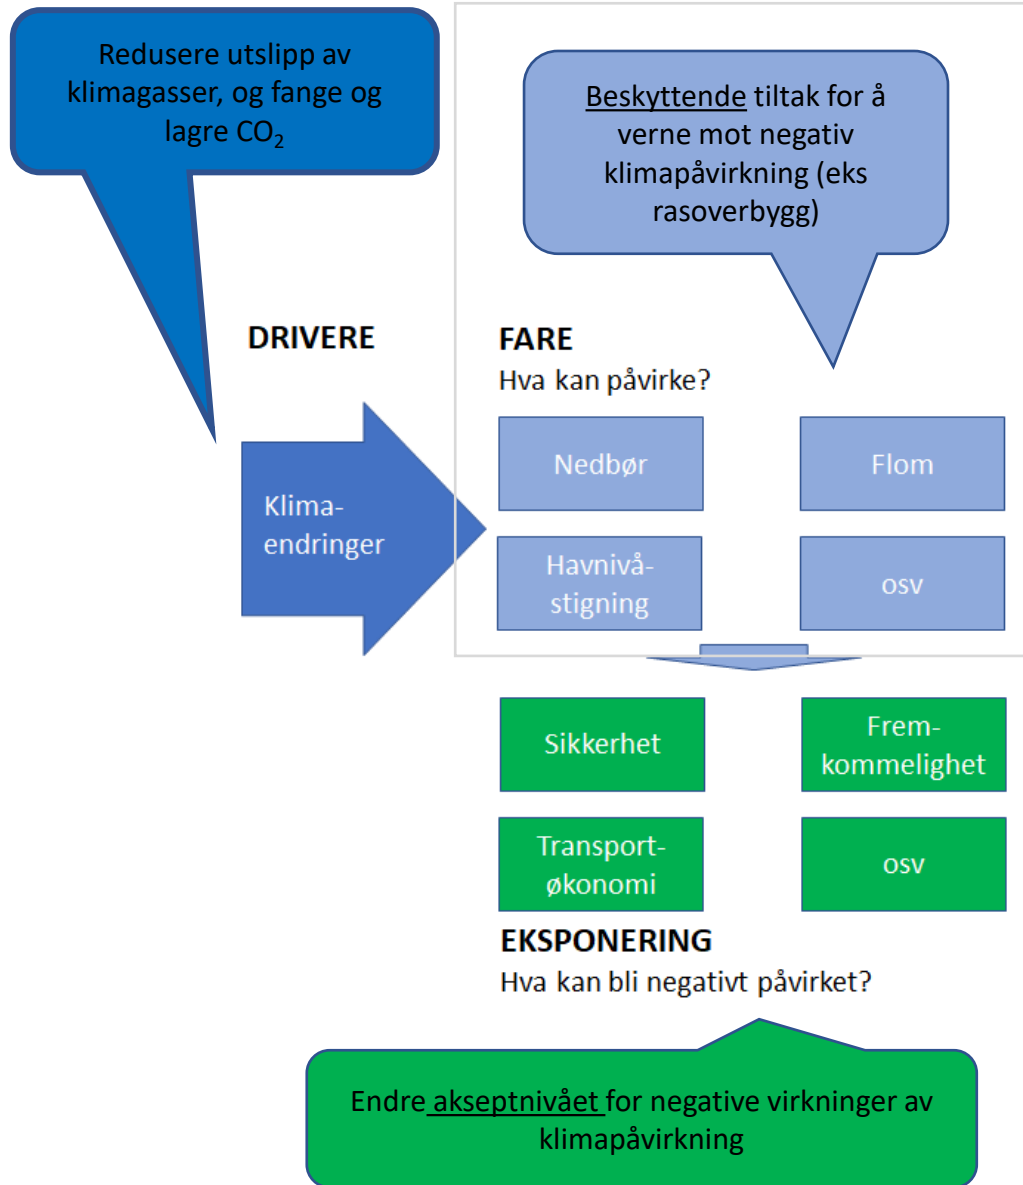 Redusere utslipp av
klimagasser, og fange og
lagre CO₂
Beskyttende tiltak for å
verne mot negativ
klimapåvirkning (eks
rasoverbygg)
DRIVERE
FARE
Hva kan påvirke?
Klima-
endringer
Nedbør
Flom
Havnivå-
stigning
osv
Sikkerhet
Frem-
kommelighet
Transport-
økonomi
osv
EKSPONERING
Hva kan bli negativt påvirket?
Endre akseptnivået for negative virkninger av
klimapåvirkning